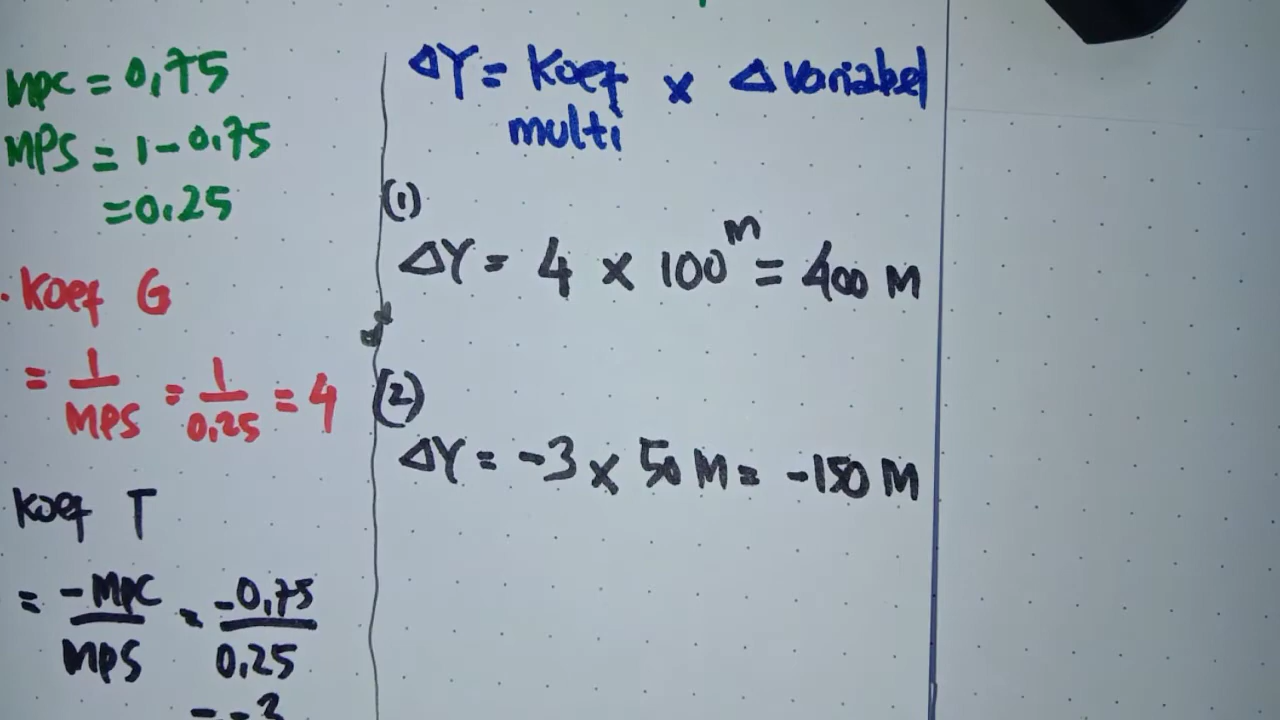 MPC = 0,75
MPS = 1 - 0.75
= 0.25
. Koef G
= 1/MPS = 1/0.25 = 4
Koef T
= -MPC/MPS = -0,75/0.25
= -3
ΔY = Koef multi x Δ variabel
(1)
ΔY = 4 x 100 M = 400 M
(2)
ΔY = -3 x 50 M = -150 M